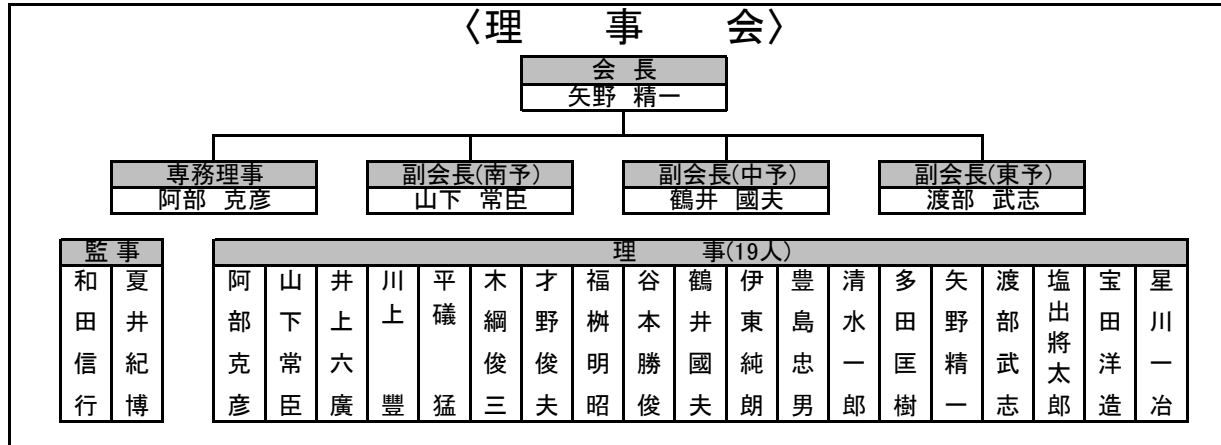 〈理　事　会〉
会 長
矢野 精一
専務理事
阿部 克彦
副会長(南予)
山下 常臣
副会長(中予)
鶴井 國夫
副会長(東予)
渡部 武志
監 事
和田信行
夏井紀博
理　事(19人)
阿部克彦
山下常臣
井上六廣
川上 豊
平礒 猛
木綱俊三
才野俊夫
福桝明昭
谷本勝俊
鶴井國夫
伊東純朗
豊島忠男
清水一郎
多田匡樹
矢野精一
渡部武志
塩出將太郎
宝田洋造
星川一冶